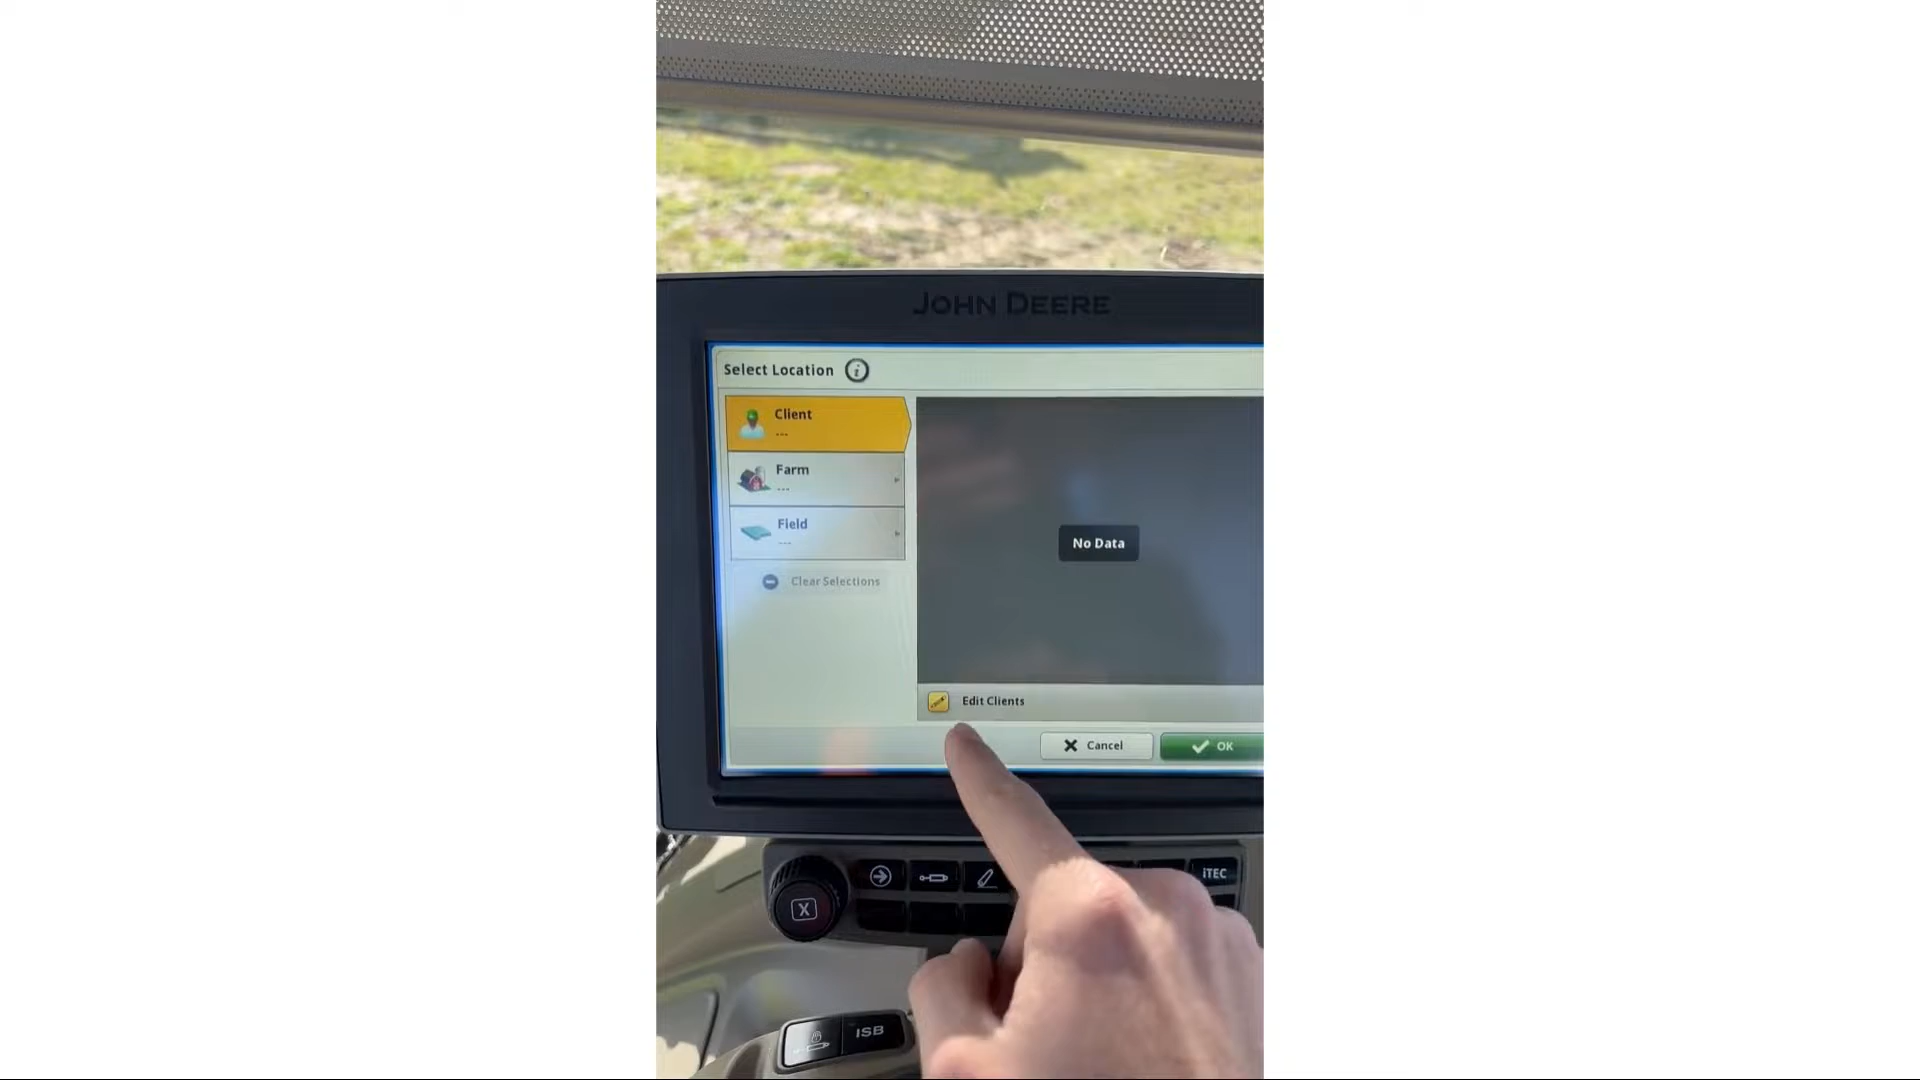 JOHN DEERE
Select Location
Client
---
Farm
---
Field
---
Clear Selections
No Data
Edit Clients
Cancel
OK
iTEC
X
ISB